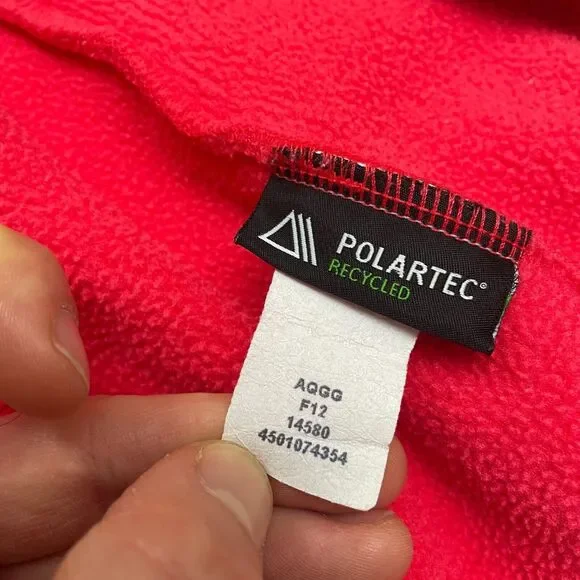 POLARTEC®
RECYCLED
AQGG
F12
14580
4501074354